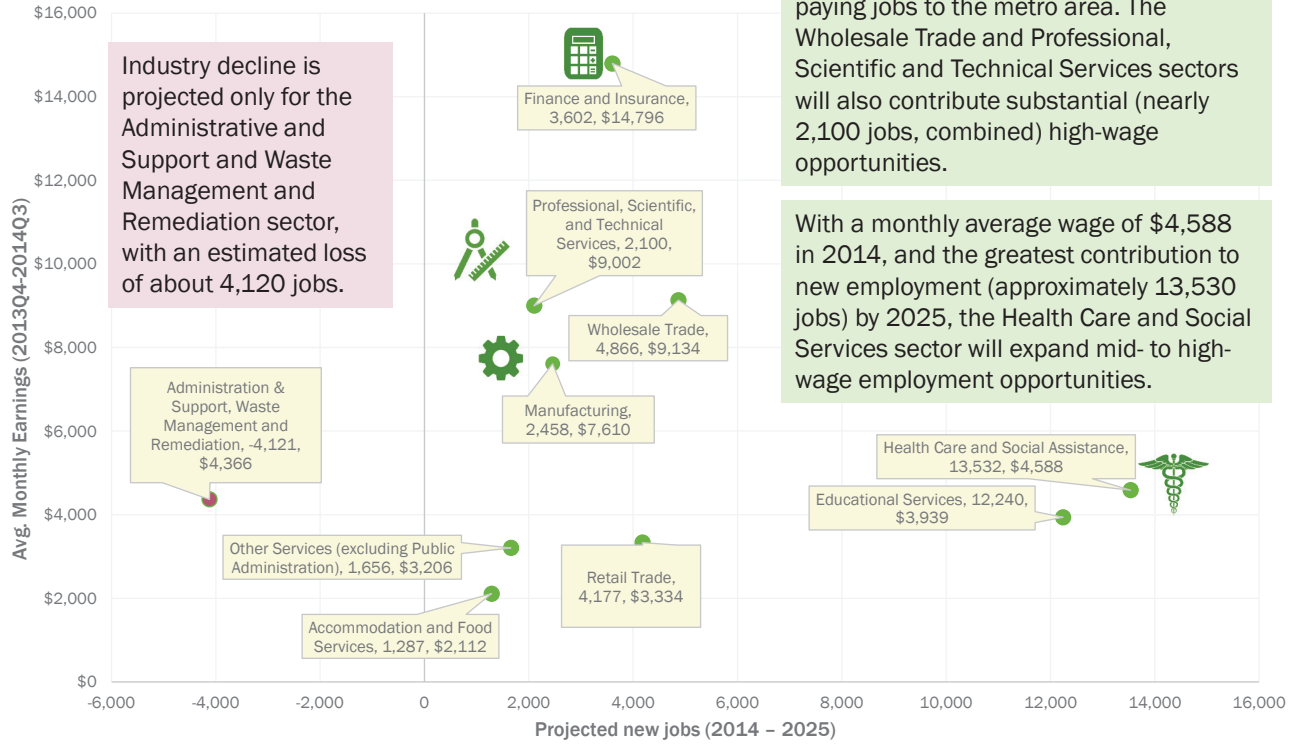 $16,000
$14,000
$12,000
$10,000
$8,000
$6,000
$4,000
$2,000
$0
Avg. Monthly Earnings (2013Q4-2014Q3)
Industry decline is
projected only for the
Administrative and
Support and Waste
Management and
Remediation sector,
with an estimated loss
of about 4,120 jobs.
paying jobs to the metro area. The
Wholesale Trade and Professional,
Scientific and Technical Services sectors
will also contribute substantial (nearly
2,100 jobs, combined) high-wage
opportunities.
With a monthly average wage of $4,588
in 2014, and the greatest contribution to
new employment (approximately 13,530
jobs) by 2025, the Health Care and Social
Services sector will expand mid- to high-
wage employment opportunities.
Finance and Insurance,
3,602, $14,796
Professional, Scientific,
and Technical
Services, 2,100,
$9,002
Wholesale Trade,
4,866, $9,134
Manufacturing,
2,458, $7,610
Administration &
Support, Waste
Management and
Remediation, -4,121,
$4,366
Health Care and Social Assistance,
13,532, $4,588
Educational Services, 12,240,
$3,939
Other Services (excluding Public
Administration), 1,656, $3,206
Retail Trade,
4,177, $3,334
Accommodation and Food
Services, 1,287, $2,112
-6,000 -4,000 -2,000 0 2,000 4,000 6,000 8,000 10,000 12,000 14,000 16,000
Projected new jobs (2014 – 2025)